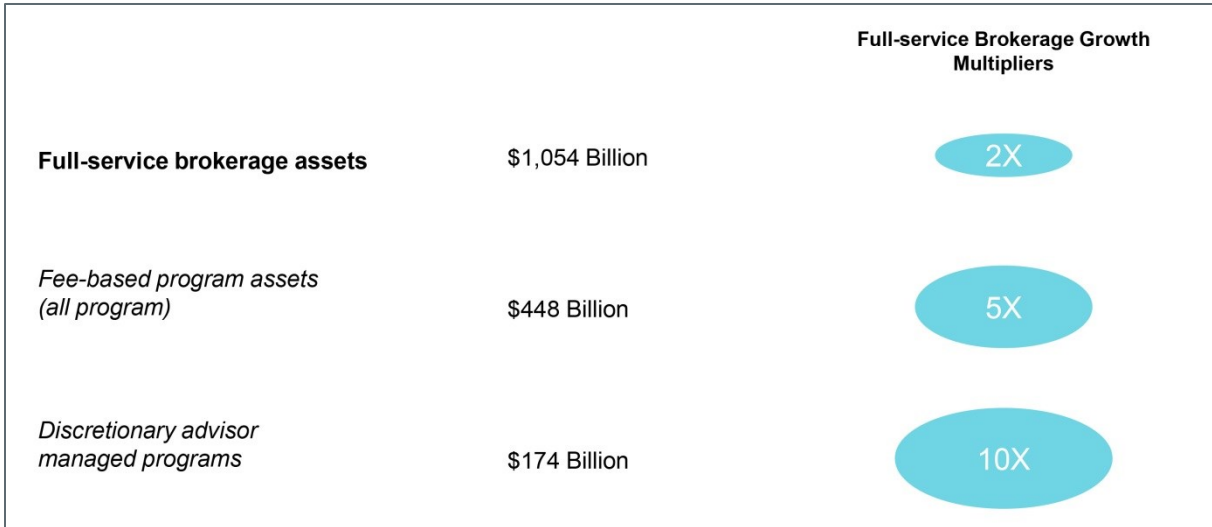 Full-service Brokerage Growth
Multipliers
Full-service brokerage assets $1,054 Billion 2X
Fee-based program assets
(all program) $448 Billion 5X
Discretionary advisor
managed programs $174 Billion 10X